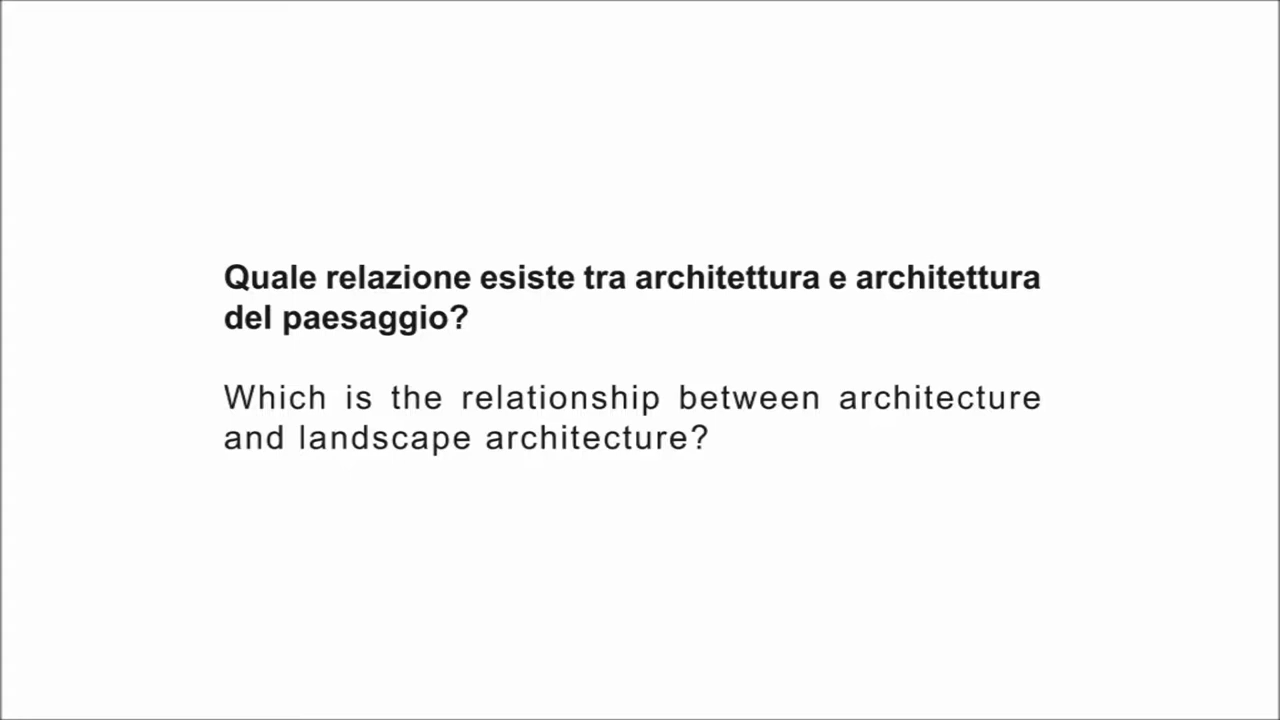 Quale relazione esiste tra architettura e architettura
del paesaggio?
Which is the relationship between architecture
and landscape architecture?